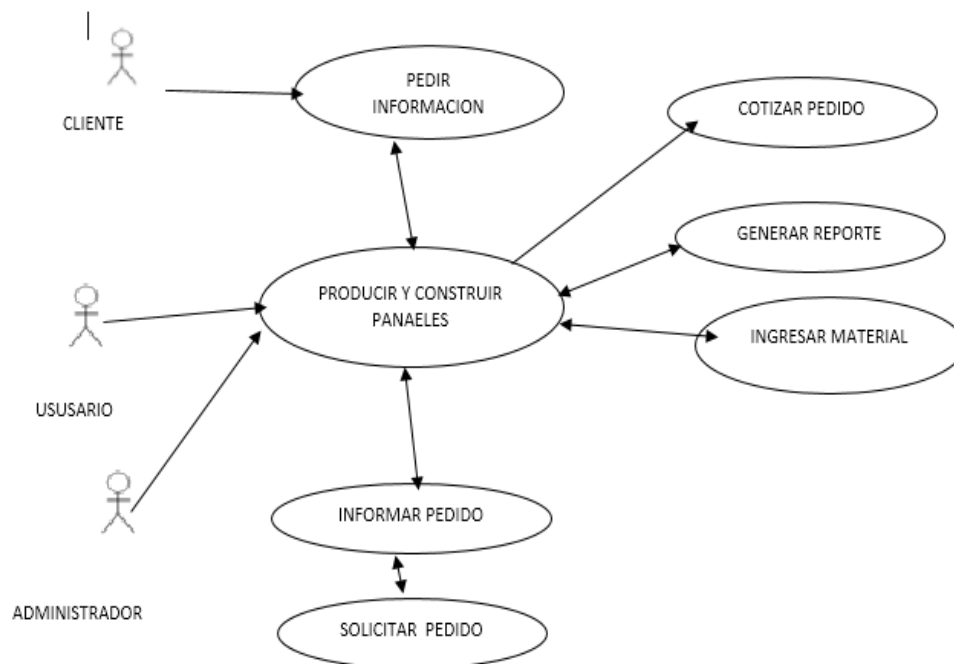 PEDIR
INFORMACION
CLIENTE
COTIZAR PEDIDO
GENERAR REPORTE
PRODUCIR Y CONSTRUIR
PANAELES
INGRESAR MATERIAL
USUSARIO
INFORMAR PEDIDO
ADMINISTRADOR
SOLICITAR PEDIDO